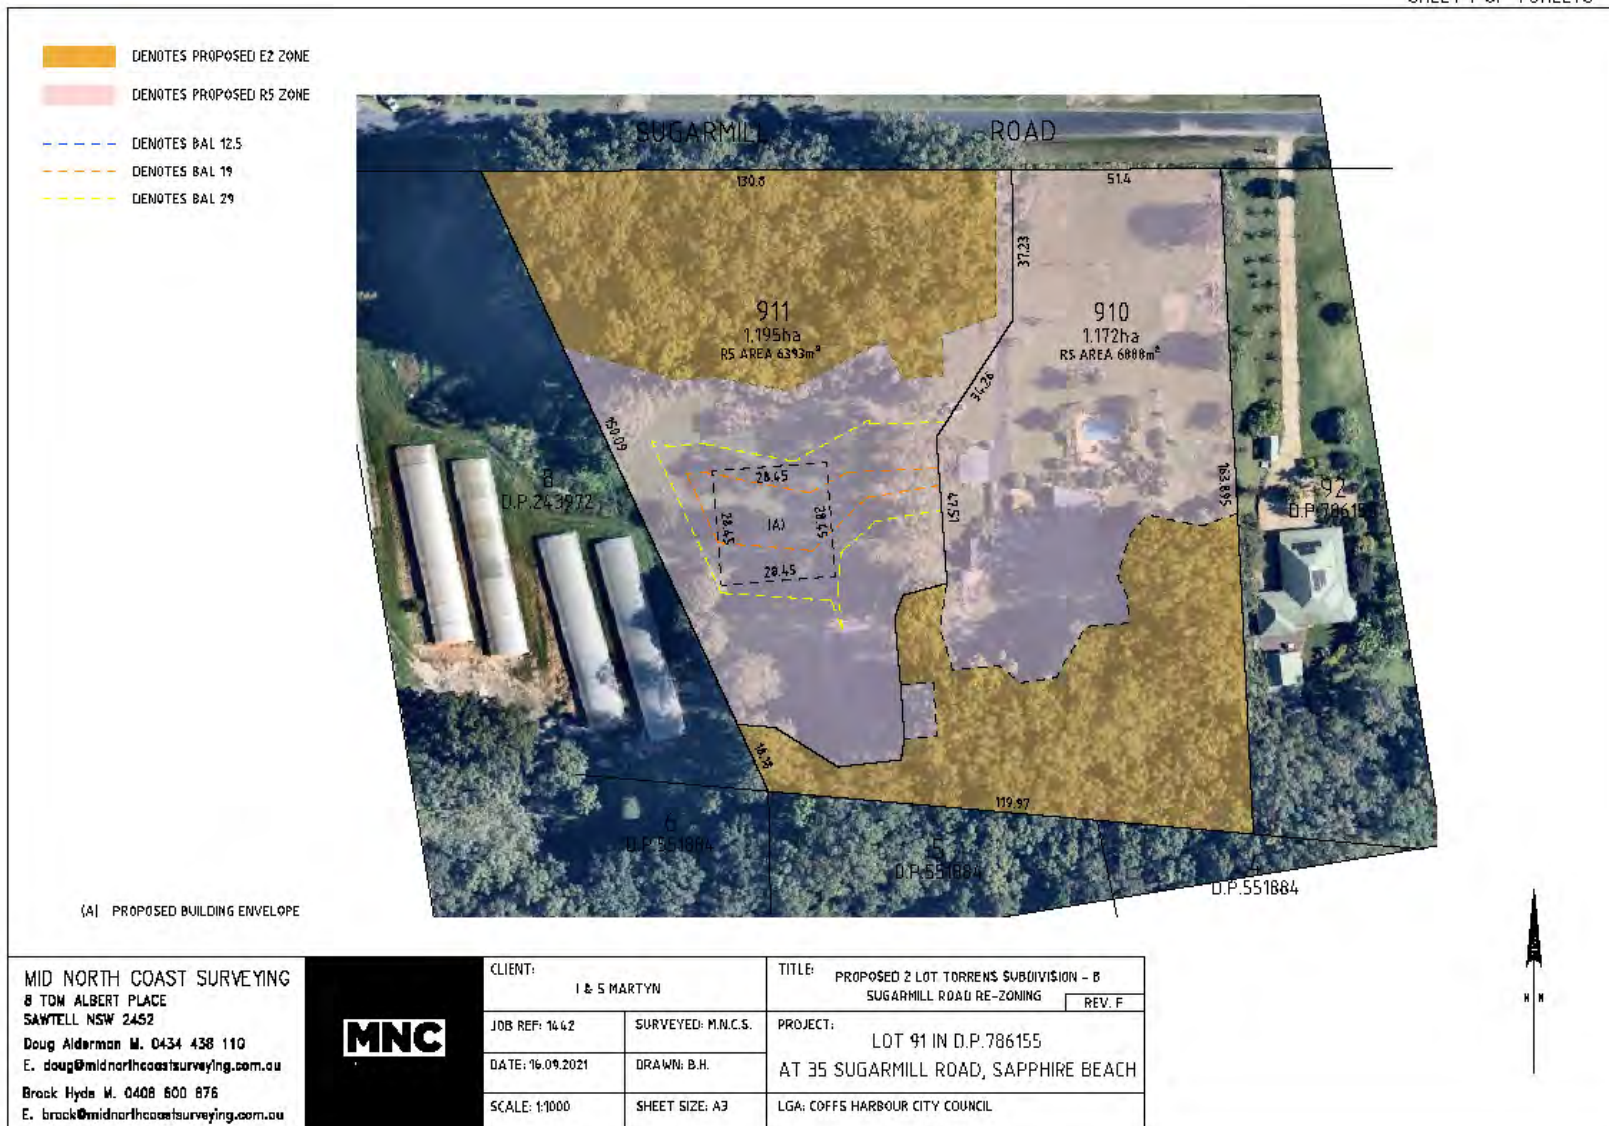 DENOTES PROPOSED E2 ZONE
DENOTES PROPOSED R5 ZONE
DENOTES BAL 12.5
DENOTES BAL 19
DENOTES BAL 29
SUGARMILL ROAD
130.8
51.4
37.23
911
1.195ha
R5 AREA 6393m²
910
1.172ha
R5 AREA 6888m²
34.26
150.09
28.45
28.45
(A)
28.45
28.45
47.51
163.895
8
D.P.243972
92
D.P.786155
119.97
6
D.P.551884
5
D.P.551884
4
D.P.551884
(A) PROPOSED BUILDING ENVELOPE
MID NORTH COAST SURVEYING
8 TOM ALBERT PLACE
SAWTELL NSW 2452
Doug Alderman M. 0434 438 110
E. doug@midnorthcoastsurveying.com.au
Brock Hyde M. 0408 600 876
E. brock@midnorthcoastsurveying.com.au
MNC
CLIENT:
I & S MARTYN
JOB REF: 1442
SURVEYED: M.N.C.S.
DATE: 16.09.2021
DRAWN: B.H.
SCALE: 1:1000
SHEET SIZE: A3
TITLE: PROPOSED 2 LOT TORRENS SUBDIVISION - B
SUGARMILL ROAD RE-ZONING
REV. F
PROJECT:
LOT 91 IN D.P.786155
AT 35 SUGARMILL ROAD, SAPPHIRE BEACH
LGA: COFFS HARBOUR CITY COUNCIL